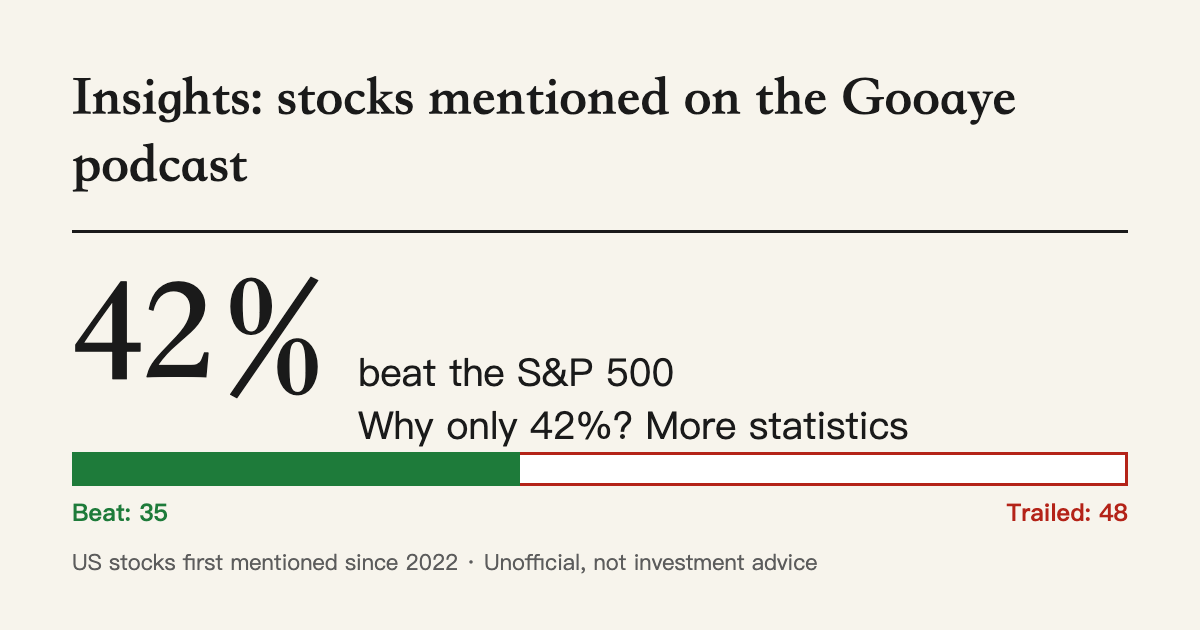 Insights: stocks mentioned on the Gooaye
podcast
42%
beat the S&P 500
Why only 42%? More statistics
Beat: 35
Trailed: 48
US stocks first mentioned since 2022 · Unofficial, not investment advice